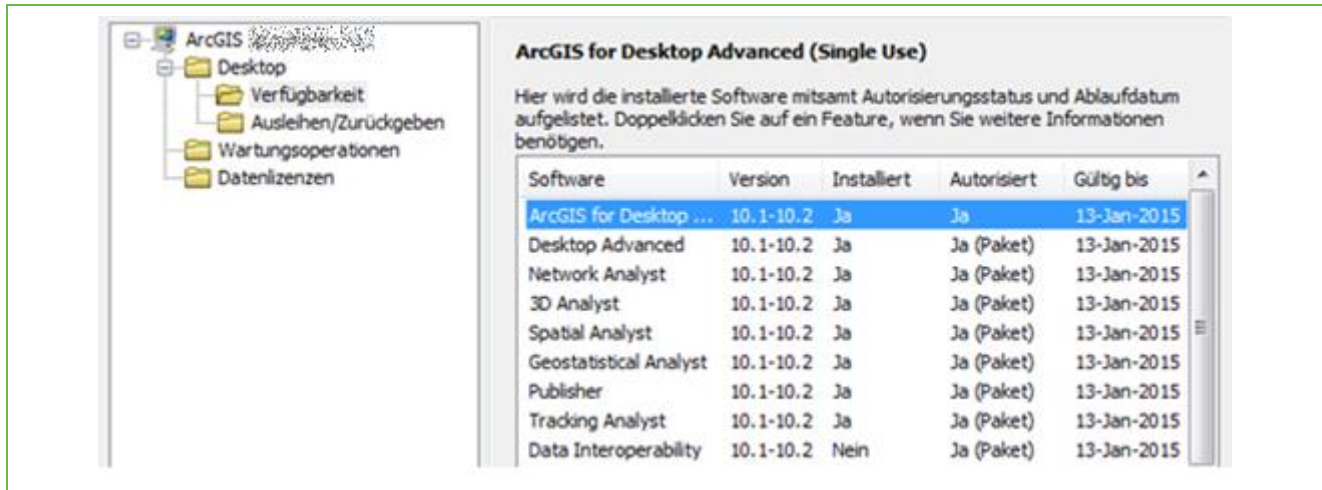 ArcGIS
Desktop
Verfügbarkeit
Ausleihen/Zurückgeben
Wartungsoperationen
Datenlizenzen
ArcGIS for Desktop Advanced (Single Use)
Hier wird die installierte Software mitsamt Autorisierungsstatus und Ablaufdatum
aufgelistet. Doppelklicken Sie auf ein Feature, wenn Sie weitere Informationen
benötigen.
Software Version Installiert Autorisiert Gültig bis
ArcGIS for Desktop ... 10.1-10.2 Ja Ja 13-Jan-2015
Desktop Advanced 10.1-10.2 Ja Ja (Paket) 13-Jan-2015
Network Analyst 10.1-10.2 Ja Ja (Paket) 13-Jan-2015
3D Analyst 10.1-10.2 Ja Ja (Paket) 13-Jan-2015
Spatial Analyst 10.1-10.2 Ja Ja (Paket) 13-Jan-2015
Geostatistical Analyst 10.1-10.2 Ja Ja (Paket) 13-Jan-2015
Publisher 10.1-10.2 Ja Ja (Paket) 13-Jan-2015
Tracking Analyst 10.1-10.2 Ja Ja (Paket) 13-Jan-2015
Data Interoperability 10.1-10.2 Nein Ja (Paket) 13-Jan-2015